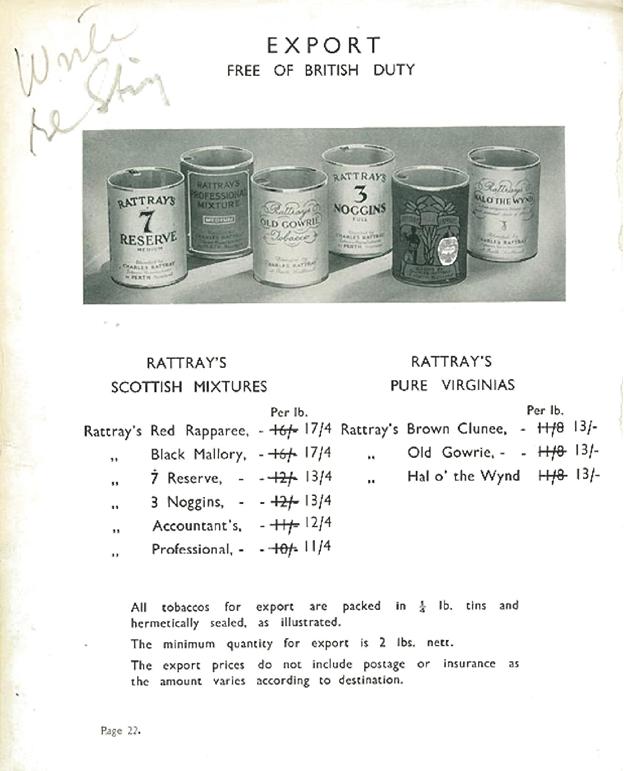 EXPORT
FREE OF BRITISH DUTY
RATTRAY'S
7
RESERVE
MEDIUM
CHARLES RATTRAY
PERTH
RATTRAY'S
PROFESSIONAL
MIXTURE
MEDIUM
CHARLES RATTRAY
Rattray's
OLD GOWRIE
Tobacco
CHARLES RATTRAY
RATTRAY'S
3
NOGGINS
FULL
CHARLES RATTRAY
Rattray's
HAL O' THE WYND
CHARLES RATTRAY
RATTRAY'S
SCOTTISH MIXTURES
Per lb.
Rattray's Red Rapparee, - 16/- 17/4
„ Black Mallory, - 16/- 17/4
„ 7 Reserve, - - 12/- 13/4
„ 3 Noggins, - 12/- 13/4
„ Accountant's, - 11/- 12/4
„ Professional, - - 10/- 11/4
RATTRAY'S
PURE VIRGINIAS
Per lb.
Rattray's Brown Clunee, - 11/8 13/-
„ Old Gowrie, - - 11/8 13/-
„ Hal o' the Wynd 11/8 13/-
All tobaccos for export are packed in ¼ lb. tins and
hermetically sealed, as illustrated.
The minimum quantity for export is 2 lbs. nett.
The export prices do not include postage or insurance as
the amount varies according to destination.
Page 22.